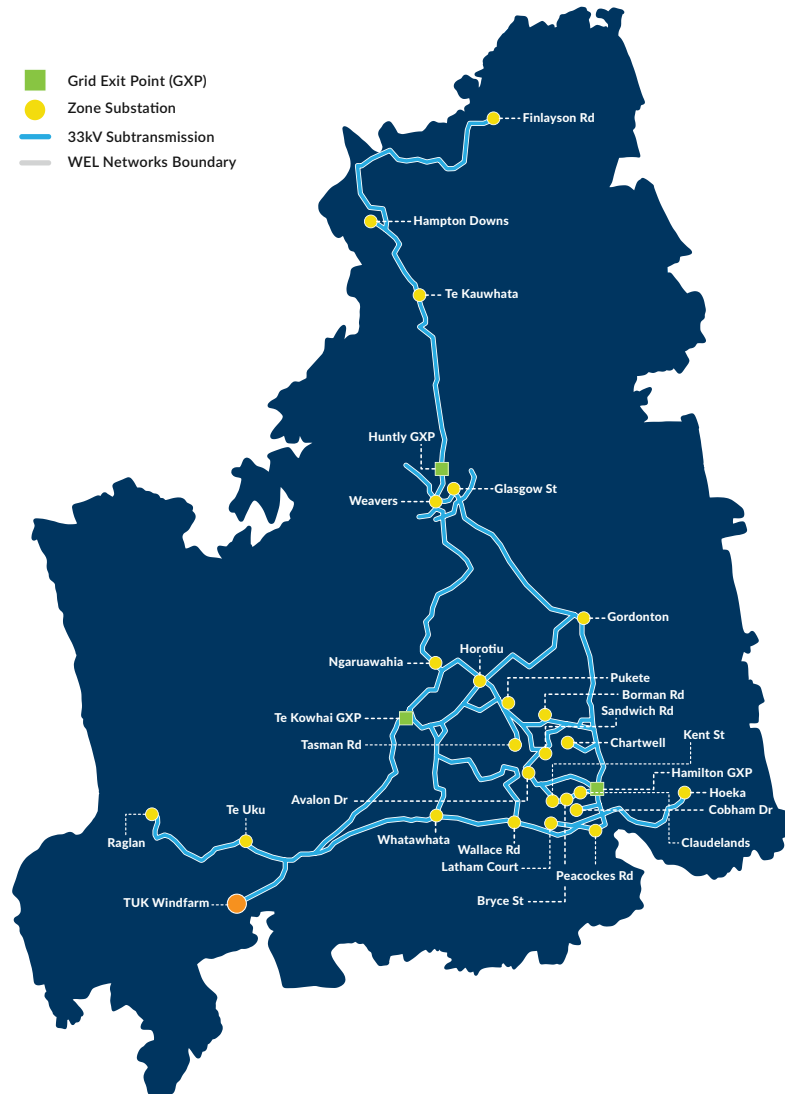 Grid Exit Point (GXP)
Zone Substation
33kV Subtransmission
WEL Networks Boundary
Finlayson Rd
Hampton Downs
Te Kauwhata
Huntly GXP
Glasgow St
Weavers
Gordonton
Horotiu
Ngaruawahia
Pukete
Borman Rd
Sandwich Rd
Te Kowhai GXP
Kent St
Tasman Rd
Chartwell
Hamilton GXP
Avalon Dr
Hoeka
Te Uku
Cobham Dr
Raglan
Whatawhata
Claudelands
Wallace Rd
Latham Court
Peacockes Rd
TUK Windfarm
Bryce St